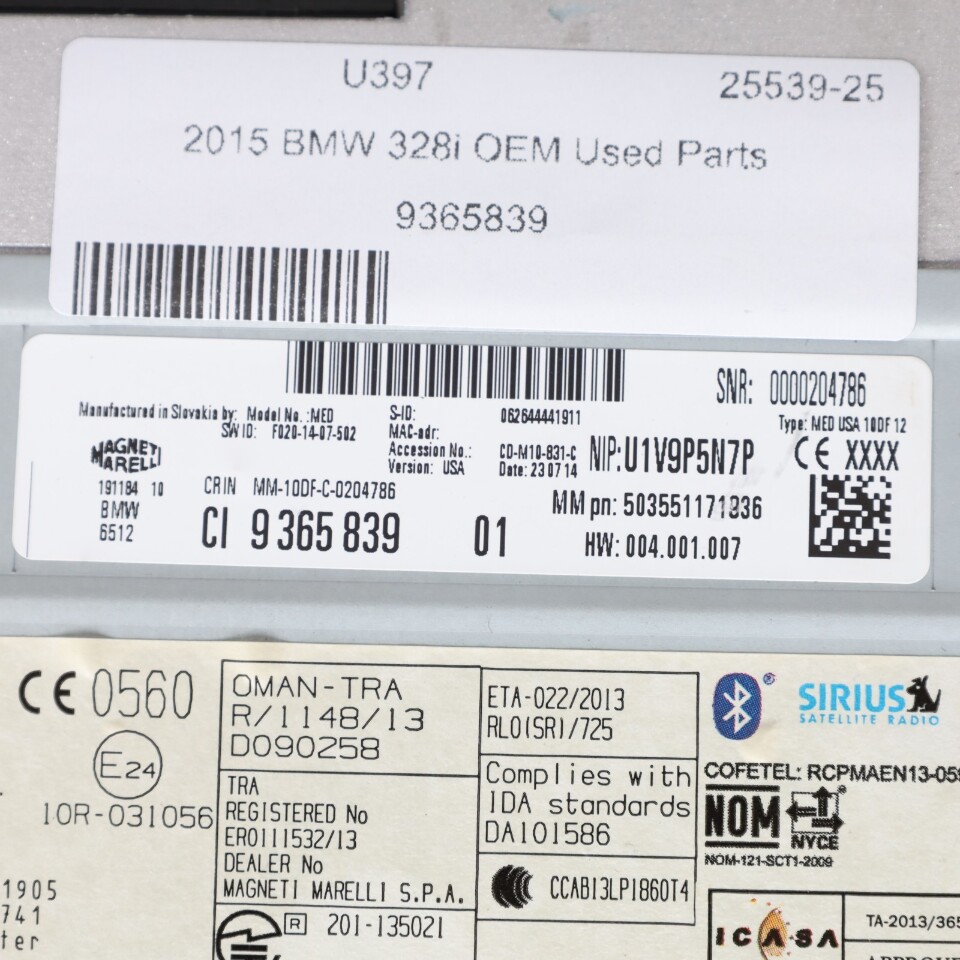 U397 25539-25
2015 BMW 328i OEM Used Parts
9365839
SNR: 0000204786
Manufactured in Slovakia by: Model No.:MED S-ID: 062644441911 Type: MED USA 10DF 12
SW ID: F020-14-07-502 MAC-adr:
MAGNETI MARELLI Accession No.: CD-M10-831-C NIP:U1V9P5N7P CE XXXX
Version: USA Date: 23 07 14
191184 10 CRIN MM-10DF-C-0204786
BMW MM pn: 503551171836
6512 CI 9 365 839 01 HW: 004.001.007
CE 0560
E24
10R-031056
1905
741
ter
OMAN-TRA
R/1148/13
D090258
TRA
REGISTERED No
ER0111532/13
DEALER No
MAGNETI MARELLI S.P.A.
R 201-135021
ETA-022/2013
RLO(SR)/725
Complies with
IDA standards
DA101586
CCAB13LP1860T4
SIRIUS
SATELLITE RADIO
COFETEL: RCPMAEN13-059
NOM
NYCE
NOM-121-SCT1-2009
ICASA
TA-2013/365